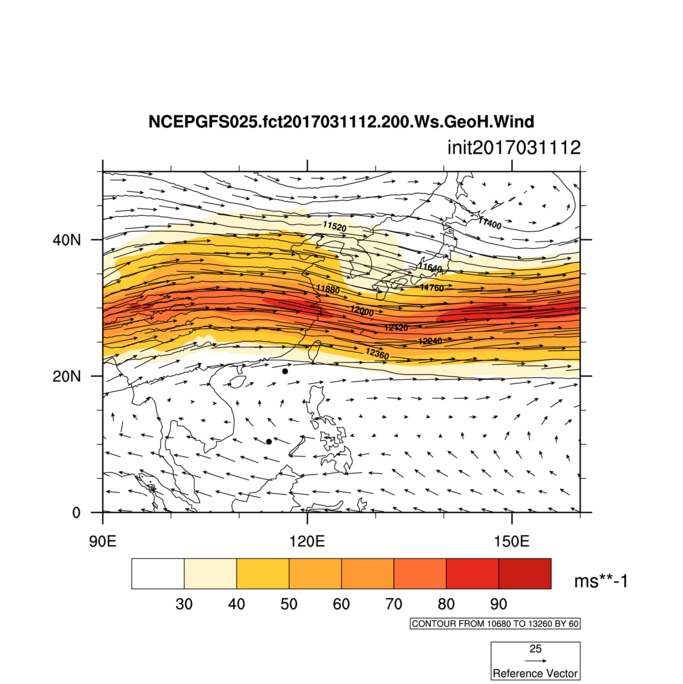 NCEPGFS025.fct2017031112.200.Ws.GeoH.Wind
init2017031112
11520
11400
40N
11640
11880
11760
12000
12120
12240
12360
20N
0
90E
120E
150E
ms**-1
30
40
50
60
70
80
90
CONTOUR FROM 10680 TO 13260 BY 60
25
Reference Vector